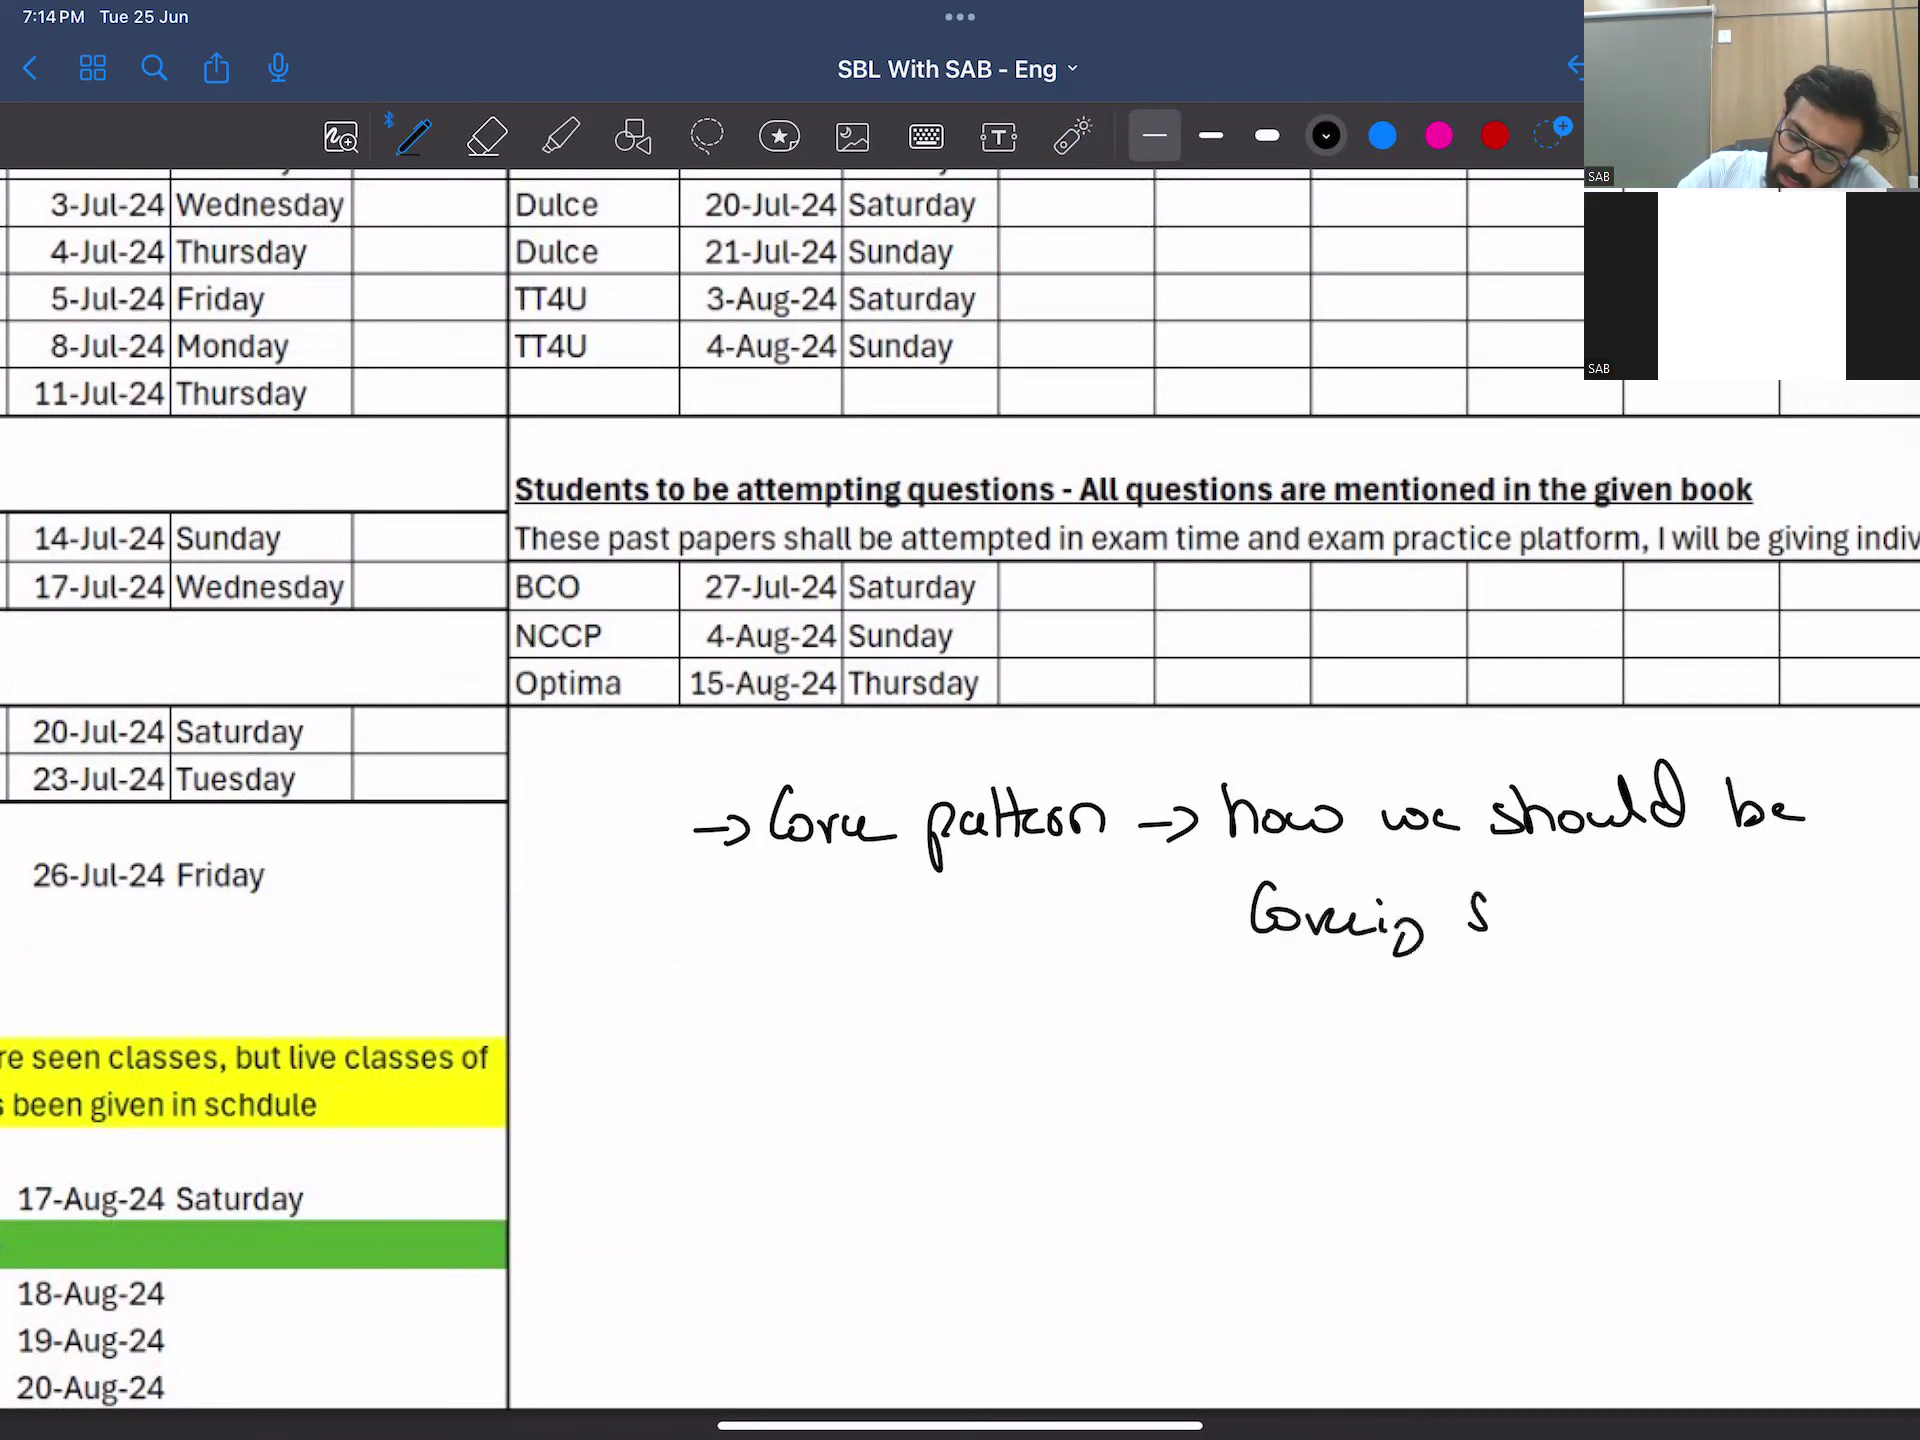 7:14 PM Tue 25 Jun
SBL With SAB - Eng
SAB
SAB
3-Jul-24 Wednesday Dulce 20-Jul-24 Saturday
4-Jul-24 Thursday Dulce 21-Jul-24 Sunday
5-Jul-24 Friday TT4U 3-Aug-24 Saturday
8-Jul-24 Monday TT4U 4-Aug-24 Sunday
11-Jul-24 Thursday
Students to be attempting questions - All questions are mentioned in the given book
14-Jul-24 Sunday These past papers shall be attempted in exam time and exam practice platform, I will be giving indiv
17-Jul-24 Wednesday BCO 27-Jul-24 Saturday
NCCP 4-Aug-24 Sunday
Optima 15-Aug-24 Thursday
20-Jul-24 Saturday
23-Jul-24 Tuesday
→ pattern → how we should be
26-Jul-24 Friday
S
re seen classes, but live classes of
s been given in schdule
17-Aug-24 Saturday
18-Aug-24
19-Aug-24
20-Aug-24